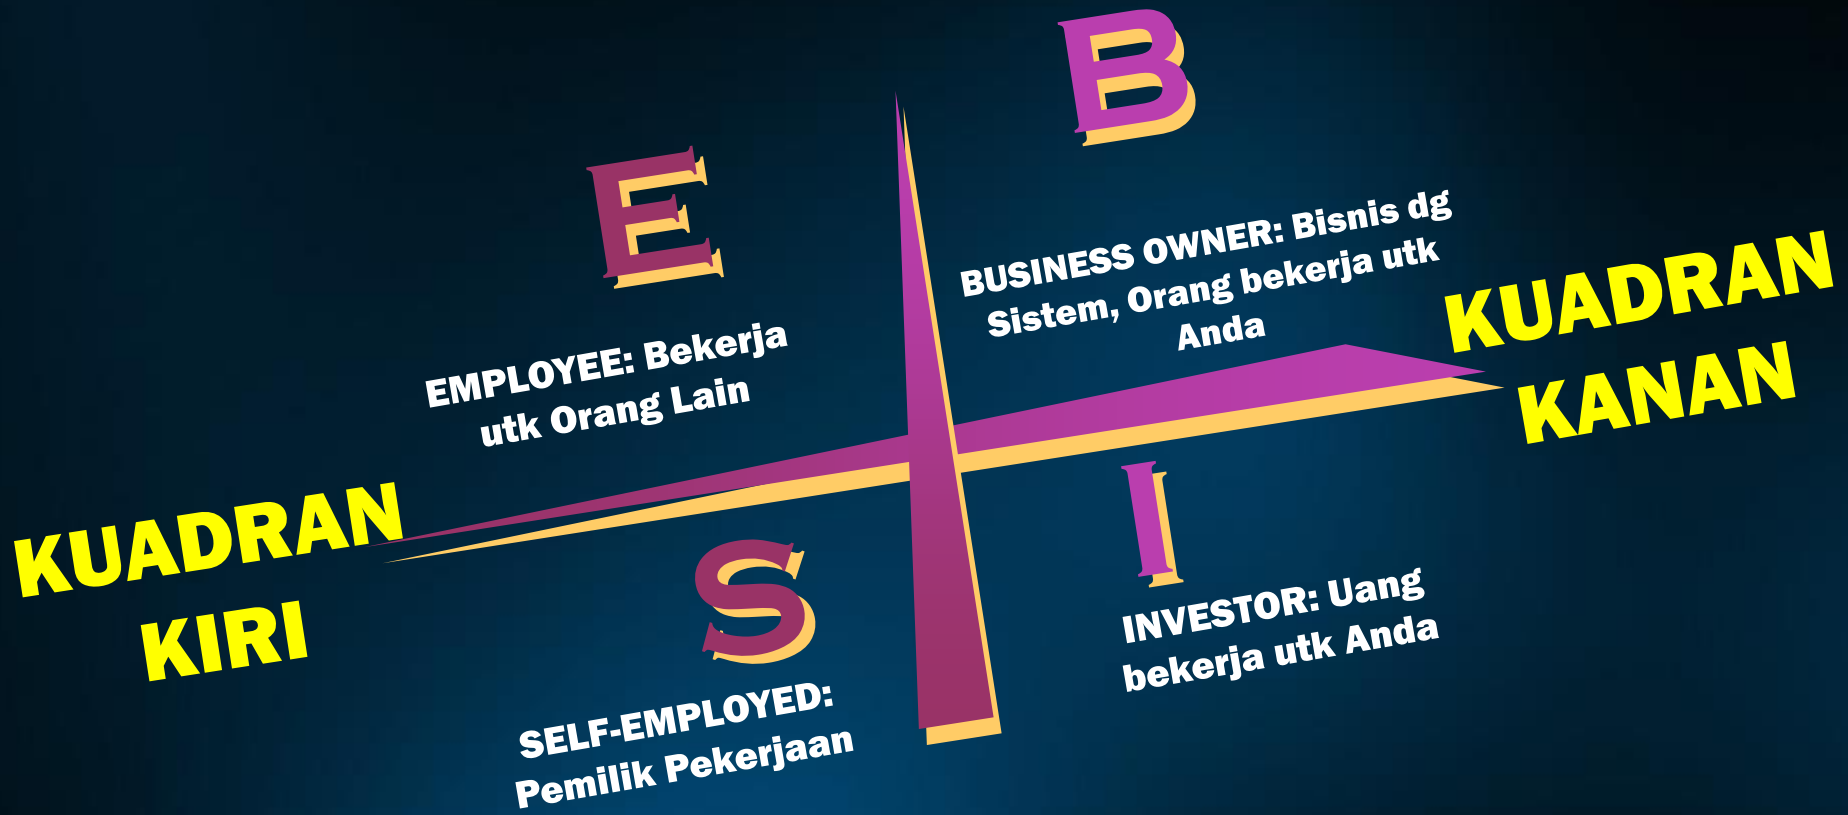 E
EMPLOYEE: Bekerja
utk Orang Lain
B
BUSINESS OWNER: Bisnis dg
Sistem, Orang bekerja utk
Anda
KUADRAN
KIRI
KUADRAN
KANAN
S
SELF-EMPLOYED:
Pemilik Pekerjaan
I
INVESTOR: Uang
bekerja utk Anda